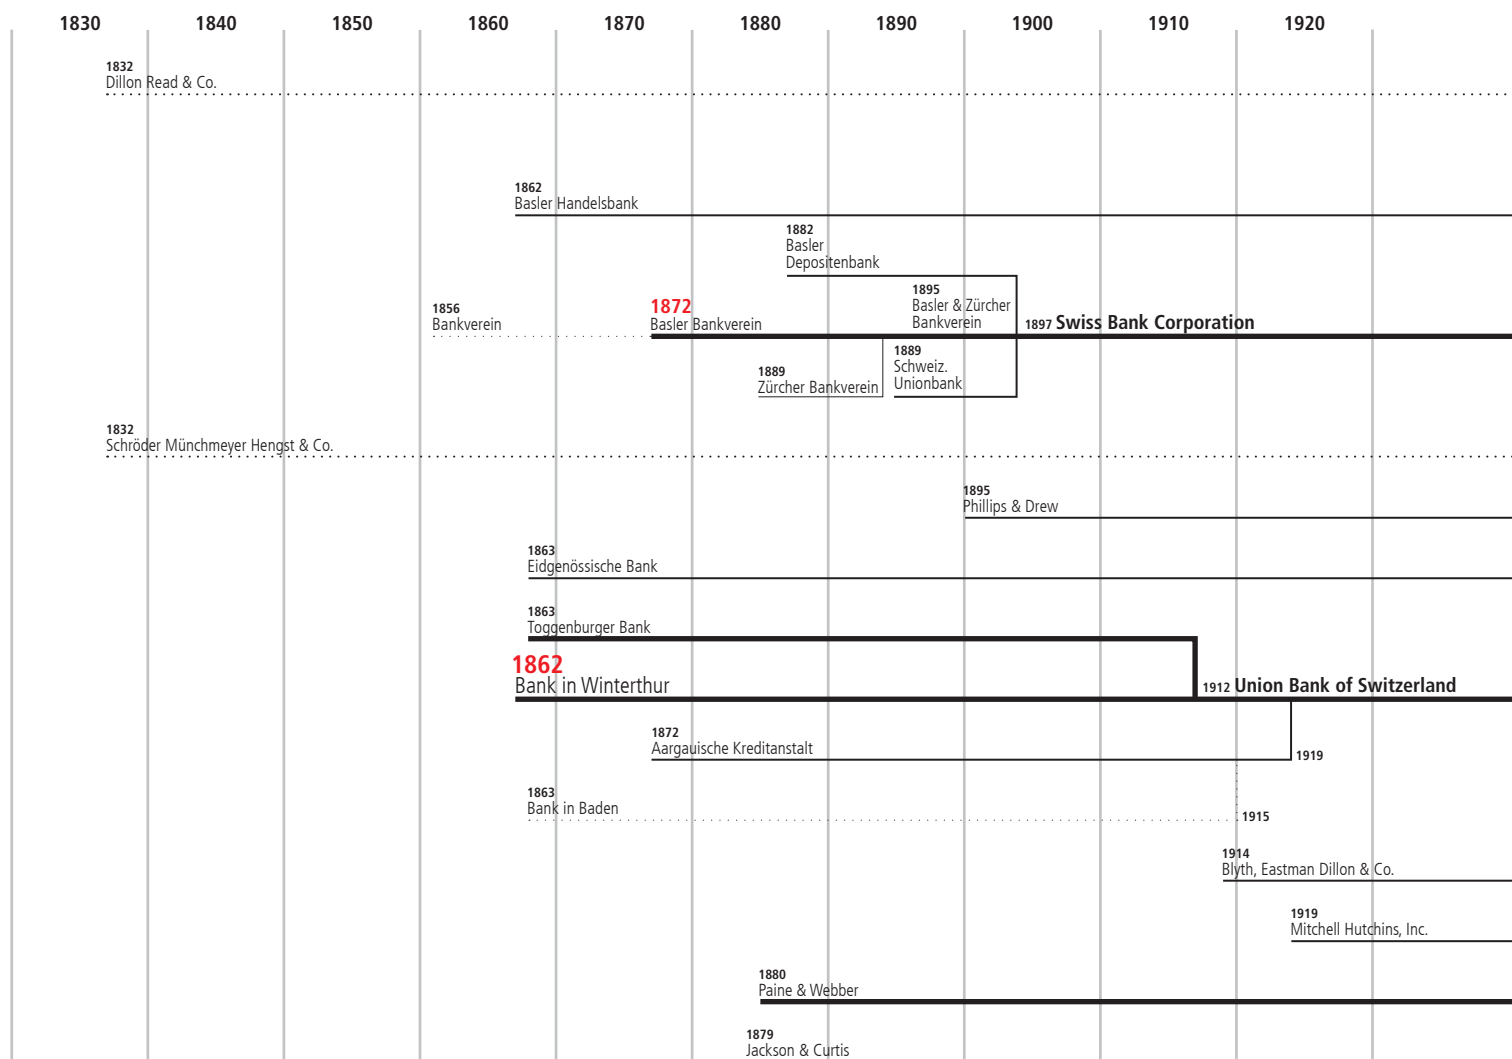 1830 1840 1850 1860 1870 1880 1890 1900 1910 1920
1832
Dillon Read & Co.
1862
Basler Handelsbank
1882
Basler
Depositenbank
1856
Bankverein
1872
Basler Bankverein
1895
Basler & Zürcher
Bankverein
1897 Swiss Bank Corporation
1889
Zürcher Bankverein
1889
Schweiz.
Unionbank
1832
Schröder Münchmeyer Hengst & Co.
1895
Phillips & Drew
1863
Eidgenössische Bank
1863
Toggenburger Bank
1862
Bank in Winterthur
1912 Union Bank of Switzerland
1872
Aargauische Kreditanstalt
1919
1863
Bank in Baden
1915
1914
Blyth, Eastman Dillon & Co.
1919
Mitchell Hutchins, Inc.
1880
Paine & Webber
1879
Jackson & Curtis